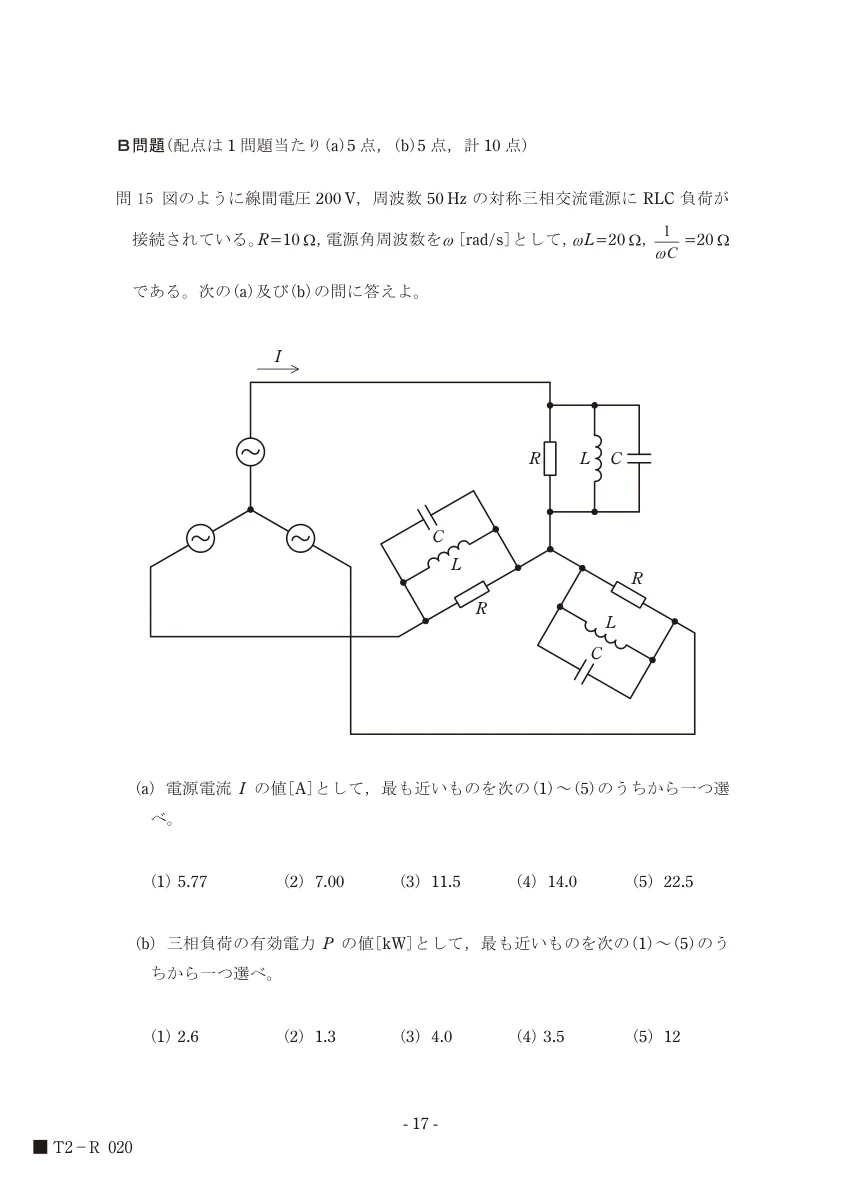 B問題(配点は1問題当たり(a)5点，(b)5点，計10点)
問15 図のように線間電圧200 V，周波数50 Hzの対称三相交流電源にRLC負荷が
接続されている。R=10 Ω，電源角周波数をω [rad/s]として，ωL=20 Ω，1/ωC=20 Ω
である。次の(a)及び(b)の問に答えよ。
I
R L C
C
L
R
R
L
C
(a) 電源電流 I の値[A]として，最も近いものを次の(1)～(5)のうちから一つ選
べ。
(1) 5.77 (2) 7.00 (3) 11.5 (4) 14.0 (5) 22.5
(b) 三相負荷の有効電力 P の値[kW]として，最も近いものを次の(1)～(5)のう
ちから一つ選べ。
(1) 2.6 (2) 1.3 (3) 4.0 (4) 3.5 (5) 12
- 17 -
■ T2－R 020